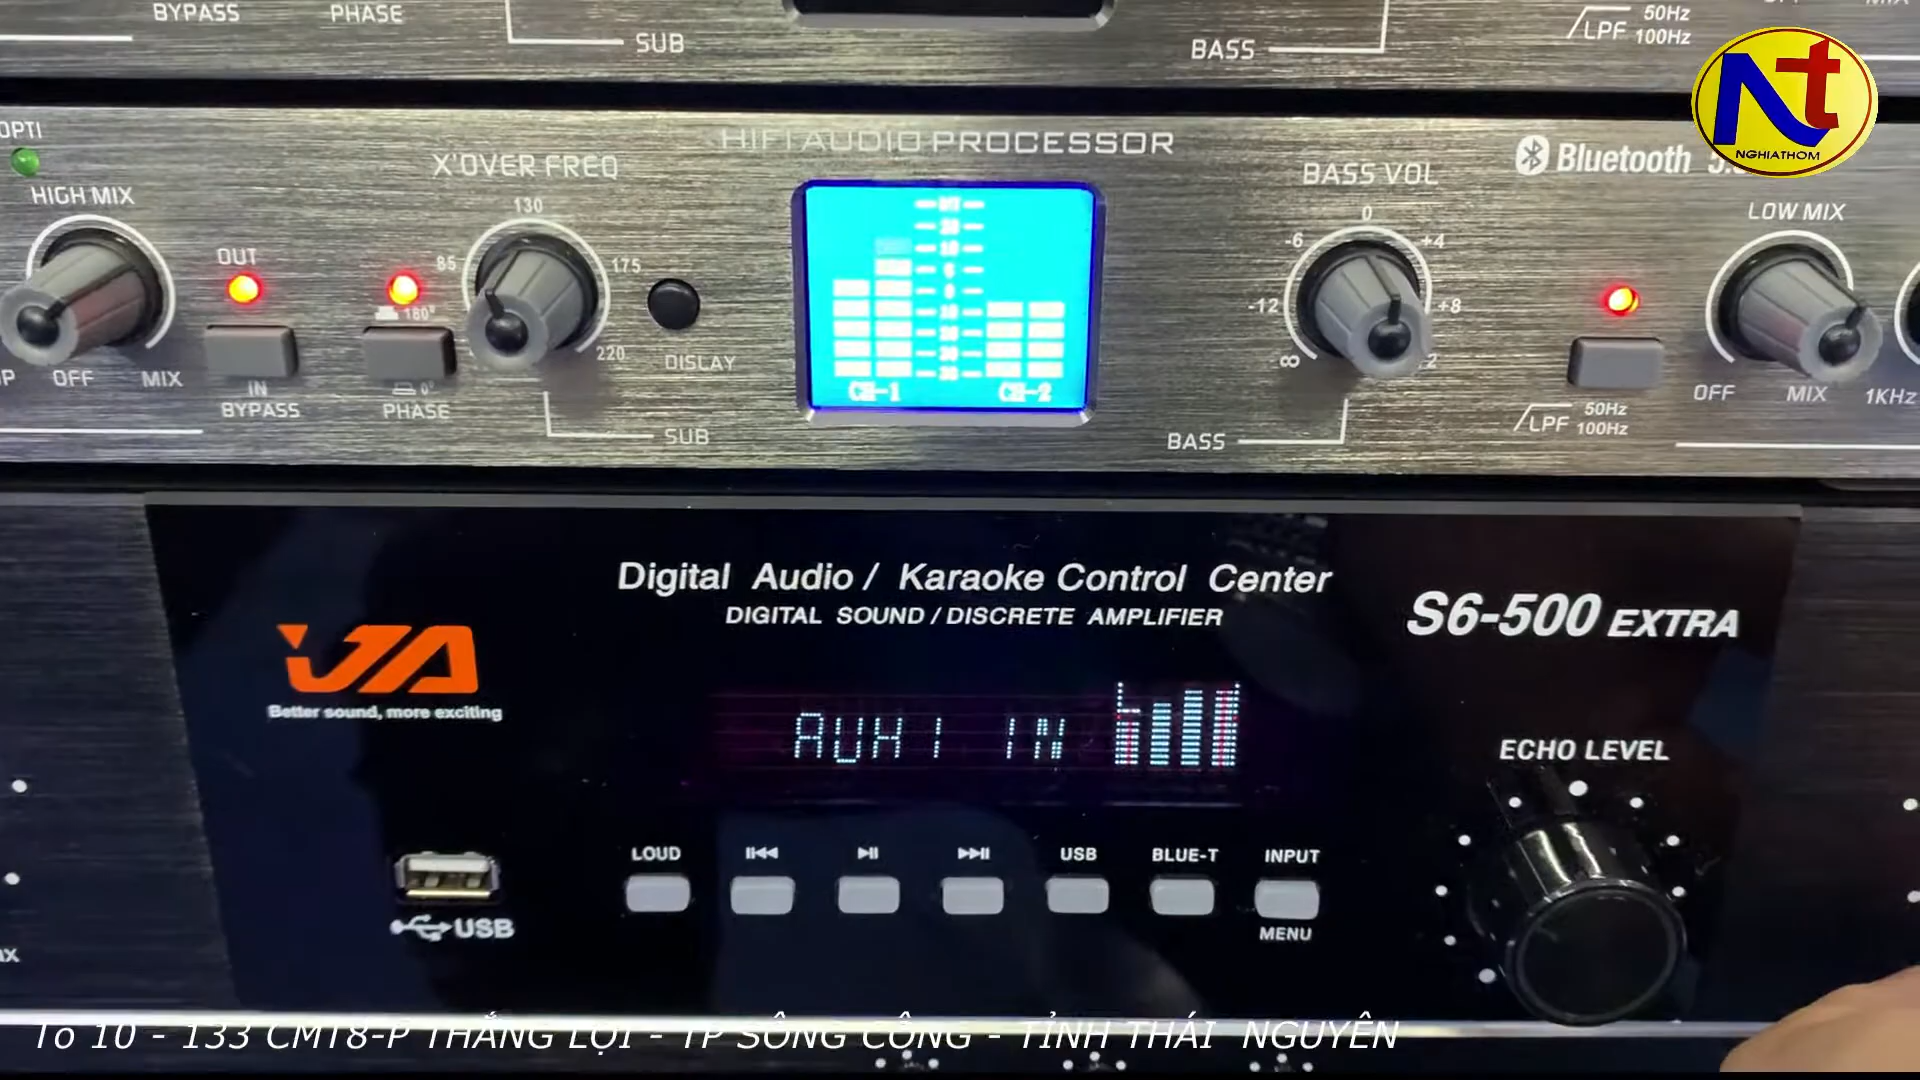 BYPASS
PHASE
SUB
BASS
LPF
50Hz
100Hz
Nt
NGHIATHOM
OPTI
HIGH MIX
OUT
X'OVER FREQ
130
85
175
180°
220
HIFI AUDIO PROCESSOR
DISLAY
CH-1
CH-2
BASS VOL
0
-6
+4
-12
+8
∞
Bluetooth
LOW MIX
OFF
MIX
IN
BYPASS
0°
PHASE
SUB
BASS
LPF
50Hz
100Hz
OFF
MIX
1KHz
Digital Audio / Karaoke Control Center
DIGITAL SOUND / DISCRETE AMPLIFIER
S6-500 EXTRA
JA
Better sound, more exciting
AUX1 IN
ECHO LEVEL
LOUD
USB
BLUE-T
INPUT
USB
MENU
Tổ 10 - 133 CMT8-P THẮNG LỢI - TP SÔNG CÔNG - TỈNH THÁI NGUYÊN